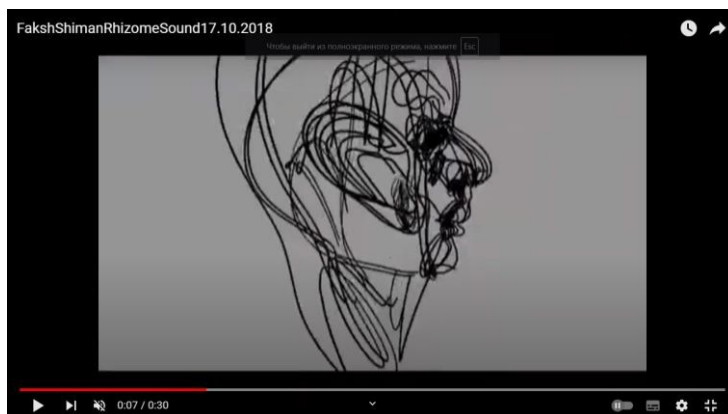 FakshShimanRhizomeSound17.10.2018
Чтобы выйти из полноэкранного режима, нажмите Esc
0:07 / 0:30